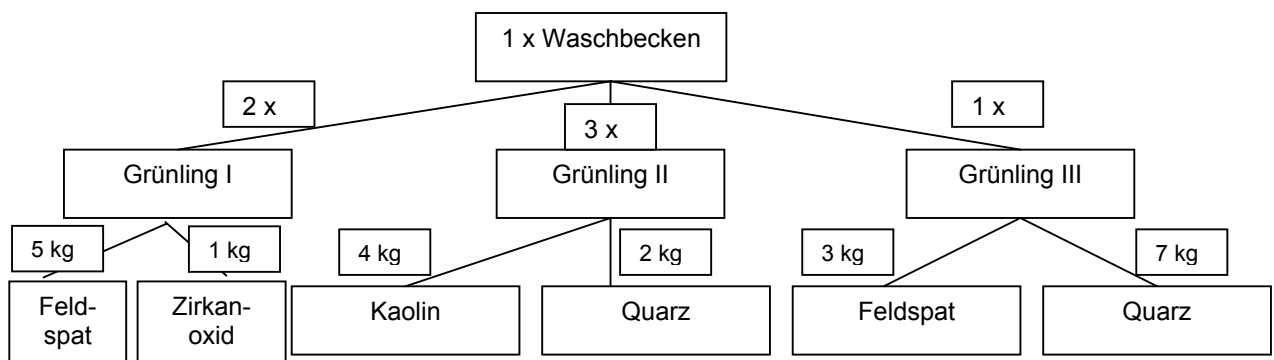 1 x Waschbecken
2 x
3 x
1 x
Grünling I
Grünling II
Grünling III
5 kg
1 kg
4 kg
2 kg
3 kg
7 kg
Feld-
spat
Zirkan-
oxid
Kaolin
Quarz
Feldspat
Quarz